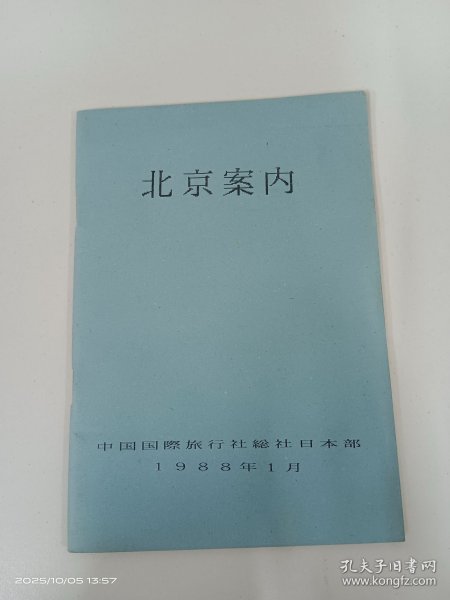 北京案内
中国国際旅行社総社日本部
1988年1月
2025/10/05 13:57
孔夫子旧书网
www.kongfz.com